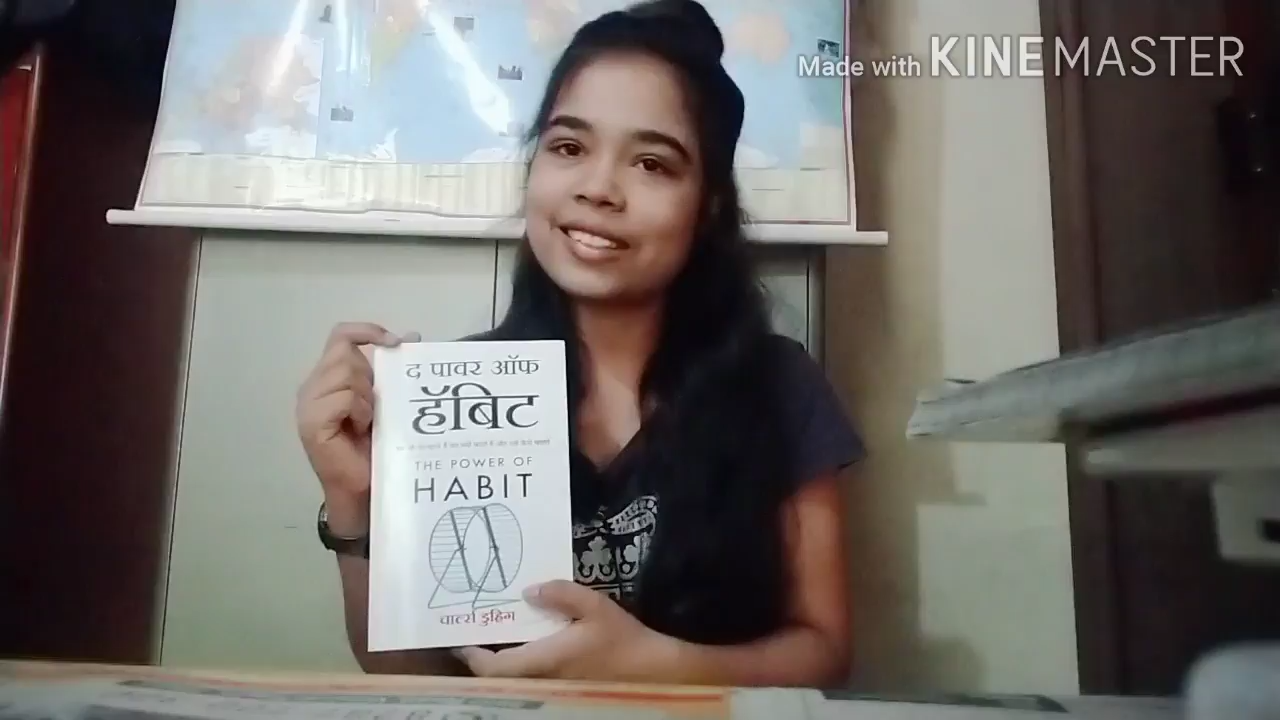 Made with KINEMASTER
द पावर ऑफ
हॅबिट
THE POWER OF
HABIT
चार्ल्स डुहिग